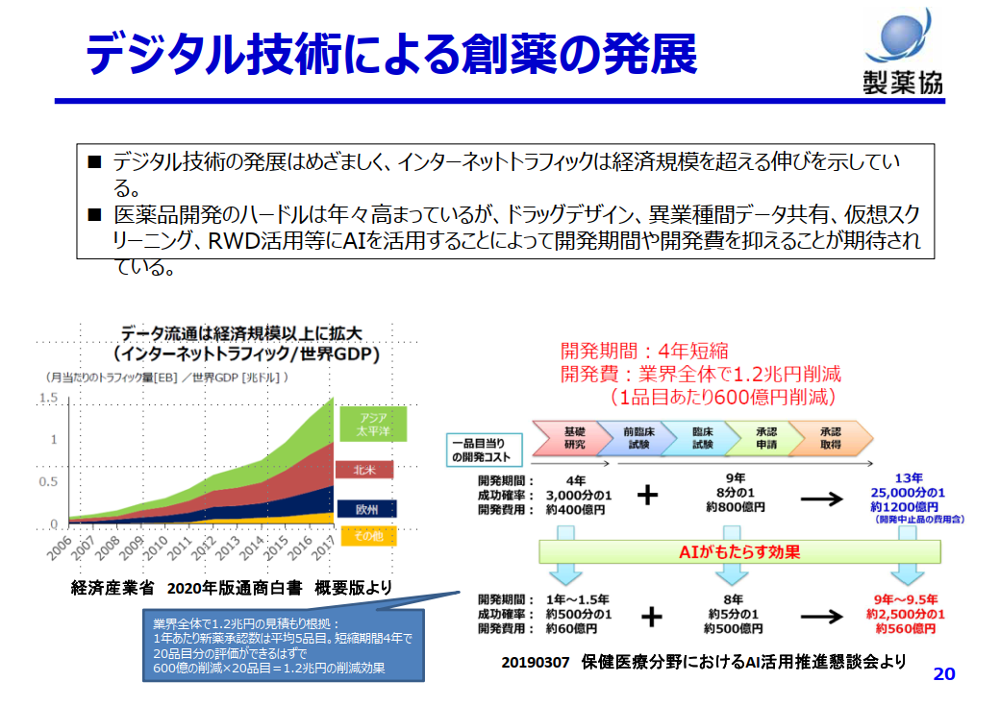 デジタル技術による創薬の発展
製薬協
■ デジタル技術の発展はめざましく、インターネットトラフィックは経済規模を超える伸びを示してい
る。
■ 医薬品開発のハードルは年々高まっているが、ドラッグデザイン、異業種間データ共有、仮想スク
リーニング、RWD活用等にAIを活用することによって開発期間や開発費を抑えることが期待され
ている。
データ流通は経済規模以上に拡大
（インターネットトラフィック/世界GDP）
（月当たりのトラフィック量[EB] ／世界GDP [兆ドル] ）
1.5
1
0.5
0
2006
2007
2008
2009
2010
2011
2012
2013
2014
2015
2016
2017
アジア
太平洋
北米
欧州
その他
経済産業省　2020年版通商白書　概要版より
業界全体で1.2兆円の見積もり根拠：
1年あたり新薬承認数は平均5品目。短縮期間4年で
20品目分の評価ができるはずで
600億の削減×20品目＝1.2兆円の削減効果
開発期間：4年短縮
開発費：業界全体で1.2兆円削減
（1品目あたり600億円削減）
一品目当り
の開発コスト
基礎
研究
前臨床
試験
臨床
試験
承認
申請
承認
取得
開発期間： 4年
成功確率： 3,000分の1
開発費用： 約400億円
+
9年
8分の1
約800億円
13年
25,000分の1
約1200億円
（開発中止品の費用含）
AIがもたらす効果
開発期間： 1年～1.5年
成功確率： 約500分の1
開発費用： 約60億円
+
8年
約5分の1
約500億円
9年～9.5年
約2,500分の1
約560億円
20190307　保健医療分野におけるAI活用推進懇談会より
20